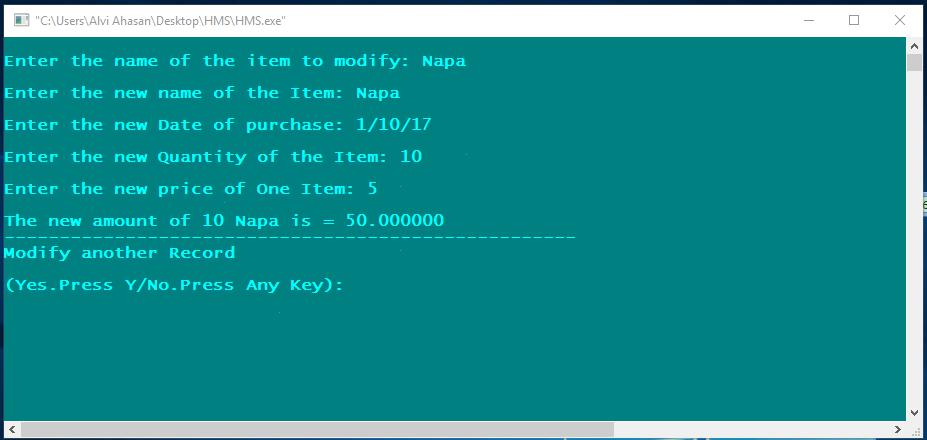 "C:\Users\Alvi Ahasan\Desktop\HMS\HMS.exe"
Enter the name of the item to modify: Napa
Enter the new name of the Item: Napa
Enter the new Date of purchase: 1/10/17
Enter the new Quantity of the Item: 10
Enter the new price of One Item: 5
The new amount of 10 Napa is = 50.000000
----------------------------------------------------
Modify another Record
(Yes.Press Y/No.Press Any Key):